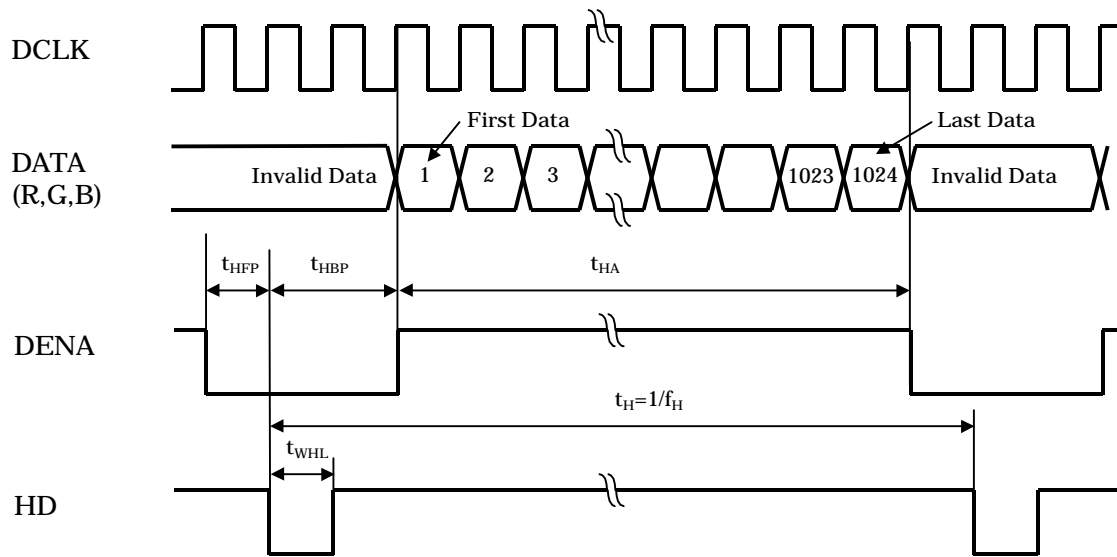 DCLK
First Data
Last Data
DATA
(R,G,B)
Invalid Data
1
2
3
1023
1024
Invalid Data
tHFP
tHBP
tHA
DENA
tH=1/fH
tWHL
HD